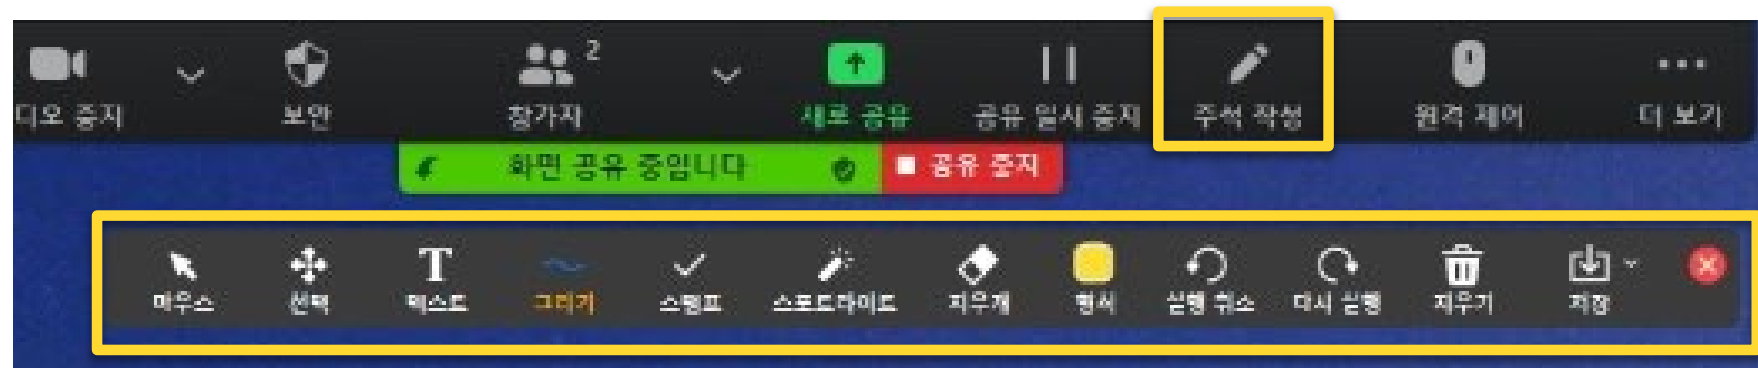 2
디오 중지 보안 참가자 새로 공유 공유 일시 중지 주석 작성 원격 제어 더 보기
화면 공유 중입니다 공유 중지
T
마우스 선택 텍스트 그리기 스탬프 스포트라이트 지우개 형식 실행 취소 다시 실행 지우기 저장